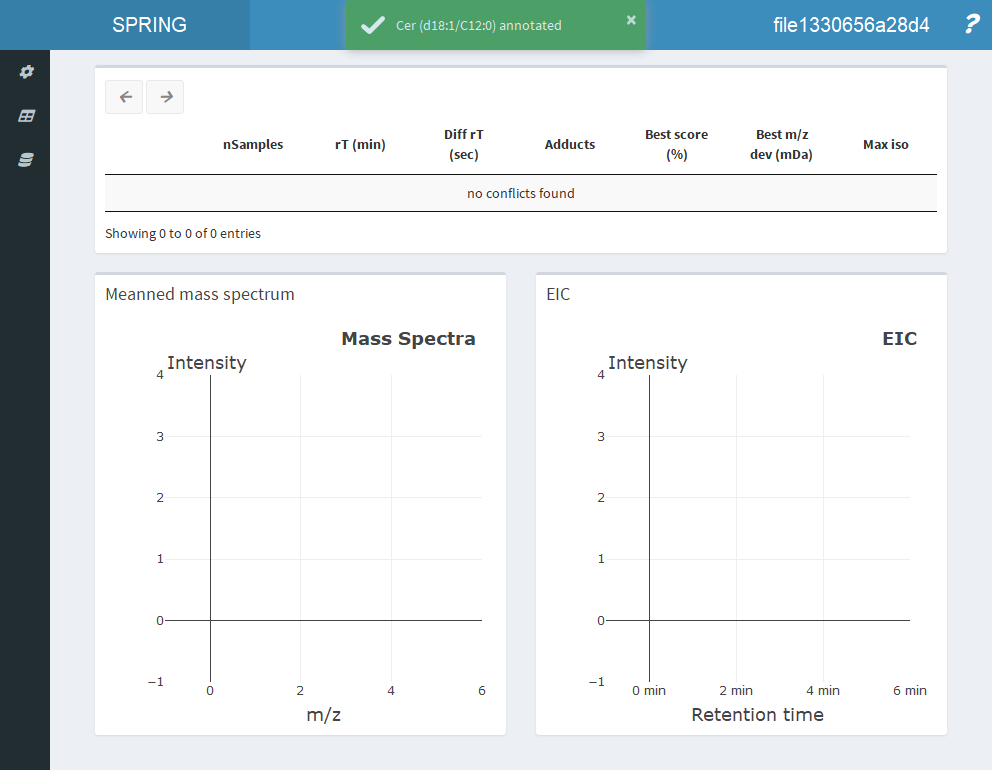 SPRING
Cer (d18:1/C12:0) annotated
×
file1330656a28d4
?
nSamples
rT (min)
Diff rT
(sec)
Adducts
Best score
(%)
Best m/z
dev (mDa)
Max iso
no conflicts found
Showing 0 to 0 of 0 entries
Meanned mass spectrum
Mass Spectra
Intensity
4
3
2
1
0
−1
0 2 4 6
m/z
EIC
EIC
Intensity
4
3
2
1
0
−1
0 min 2 min 4 min 6 min
Retention time